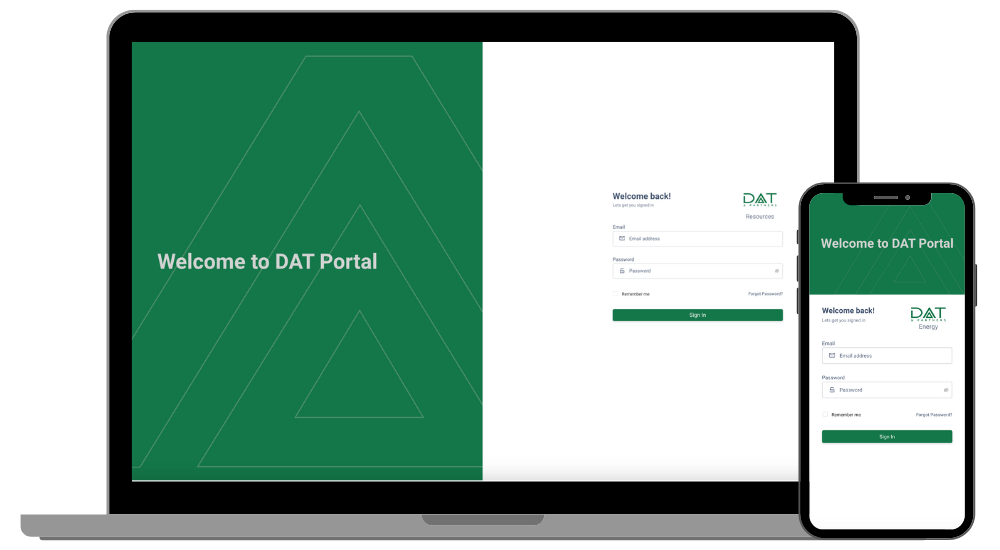 Welcome to DAT Portal
Welcome back!
Lets get you signed in
DAT
& PARTNERS
Resources
Email
Email address
Password
Password
Remember me
Forgot Password?
Sign In
Welcome to DAT Portal
Welcome back!
Lets get you signed in
DAT
& PARTNERS
Energy
Email
Email address
Password
Password
Remember me
Forgot Password?
Sign In